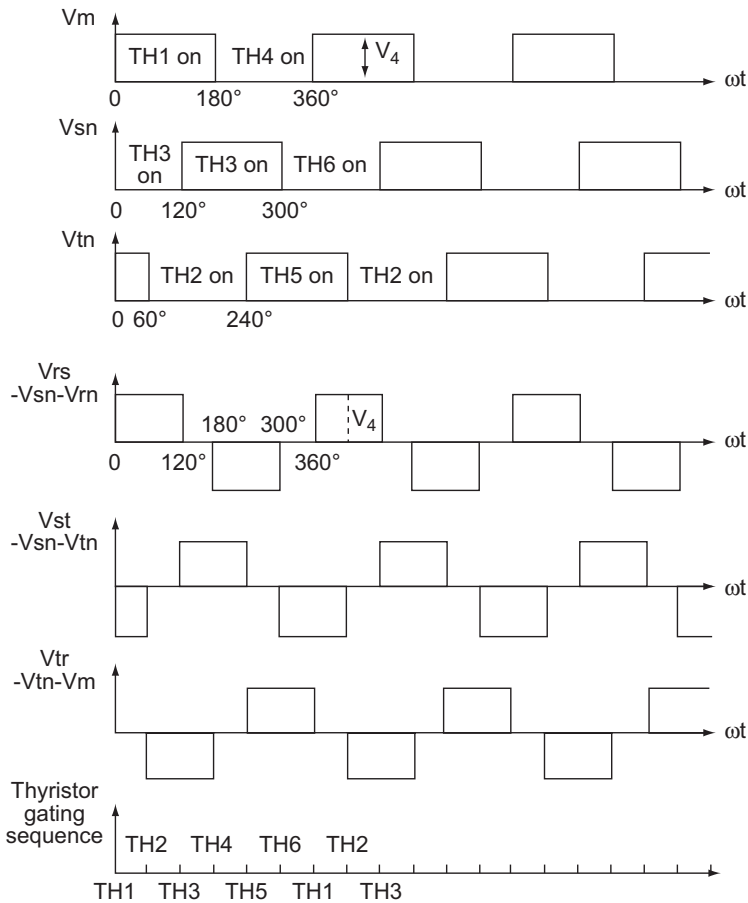 Vm
TH1 on TH4 on V4
ωt
0 180° 360°
Vsn
TH3 on TH3 on TH6 on
ωt
0 120° 300°
Vtn
TH2 on TH5 on TH2 on
ωt
0 60° 240°
Vrs
-Vsn-Vrn
180° 300° V4
ωt
0 120° 360°
Vst
-Vsn-Vtn
ωt
Vtr
-Vtn-Vm
ωt
Thyristor
gating
sequence
TH2 TH4 TH6 TH2
TH1 TH3 TH5 TH1 TH3